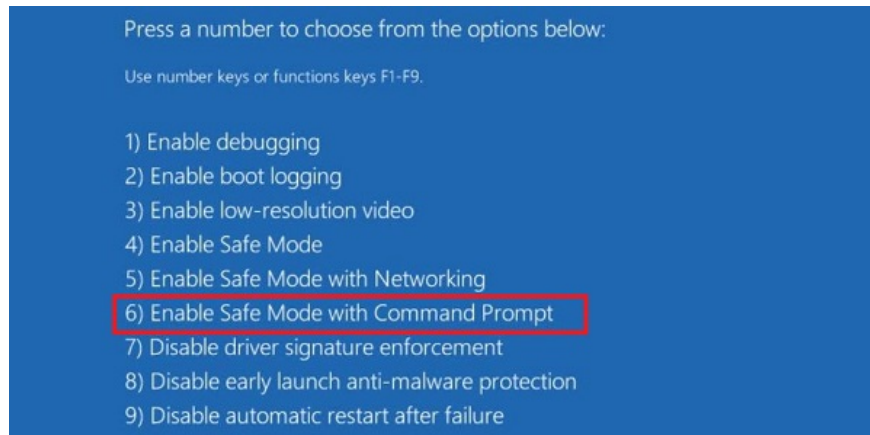 Press a number to choose from the options below:
Use number keys or functions keys F1-F9.
1) Enable debugging
2) Enable boot logging
3) Enable low-resolution video
4) Enable Safe Mode
5) Enable Safe Mode with Networking
6) Enable Safe Mode with Command Prompt
7) Disable driver signature enforcement
8) Disable early launch anti-malware protection
9) Disable automatic restart after failure